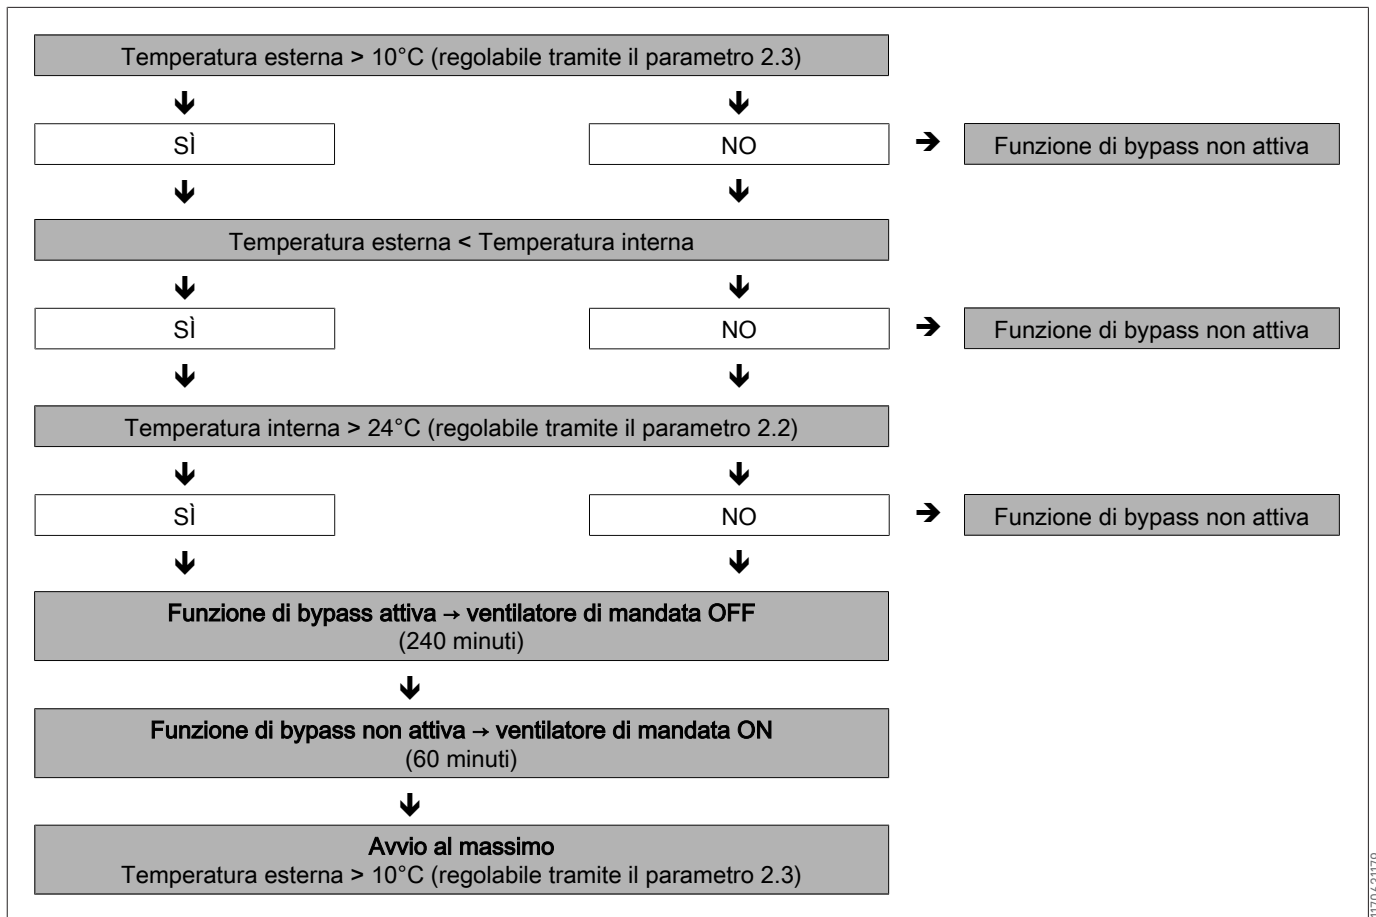 Temperatura esterna > 10°C (regolabile tramite il parametro 2.3)
SÌ
NO
Funzione di bypass non attiva
Temperatura esterna < Temperatura interna
SÌ
NO
Funzione di bypass non attiva
Temperatura interna > 24°C (regolabile tramite il parametro 2.2)
SÌ
NO
Funzione di bypass non attiva
Funzione di bypass attiva → ventilatore di mandata OFF
(240 minuti)
Funzione di bypass non attiva → ventilatore di mandata ON
(60 minuti)
Avvio al massimo
Temperatura esterna > 10°C (regolabile tramite il parametro 2.3)